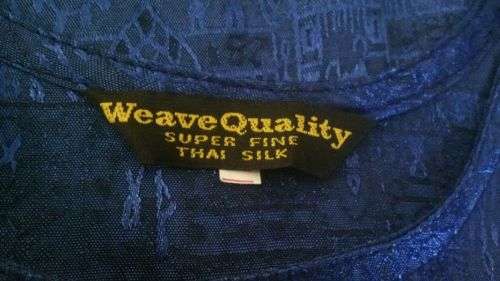 WeaveQuality
SUPER FINE
THAI SILK